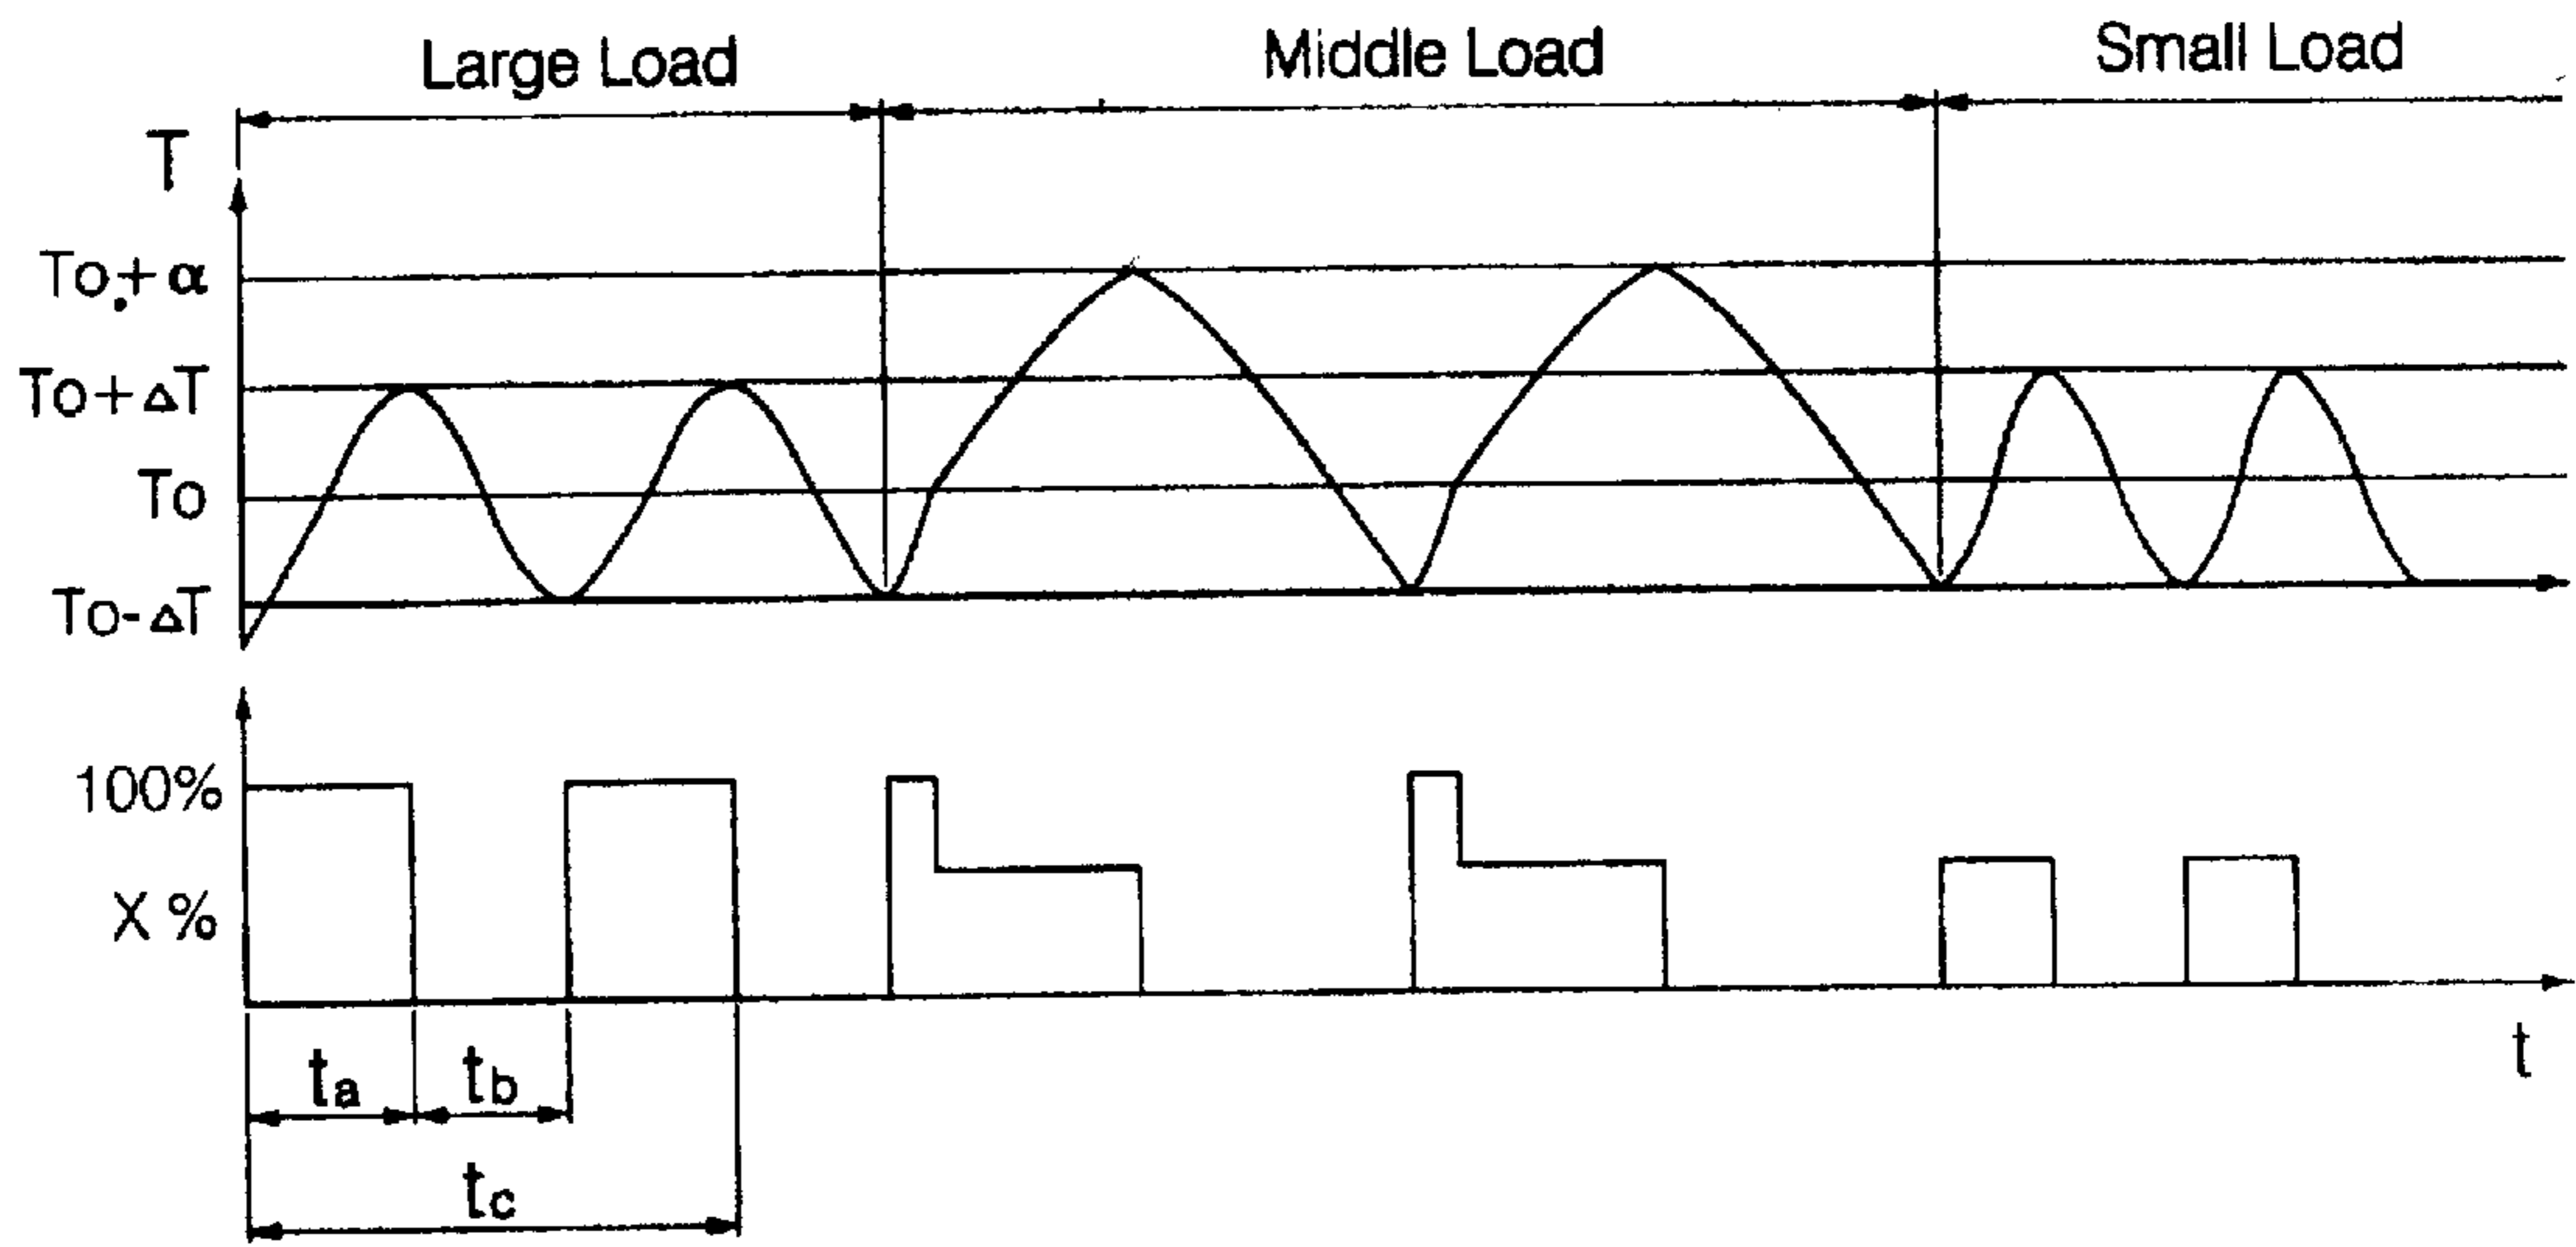 Large Load
Middle Load
Small Load
T
To+α
To+ΔT
To
To-ΔT
100%
X %
t
ta
tb
tc